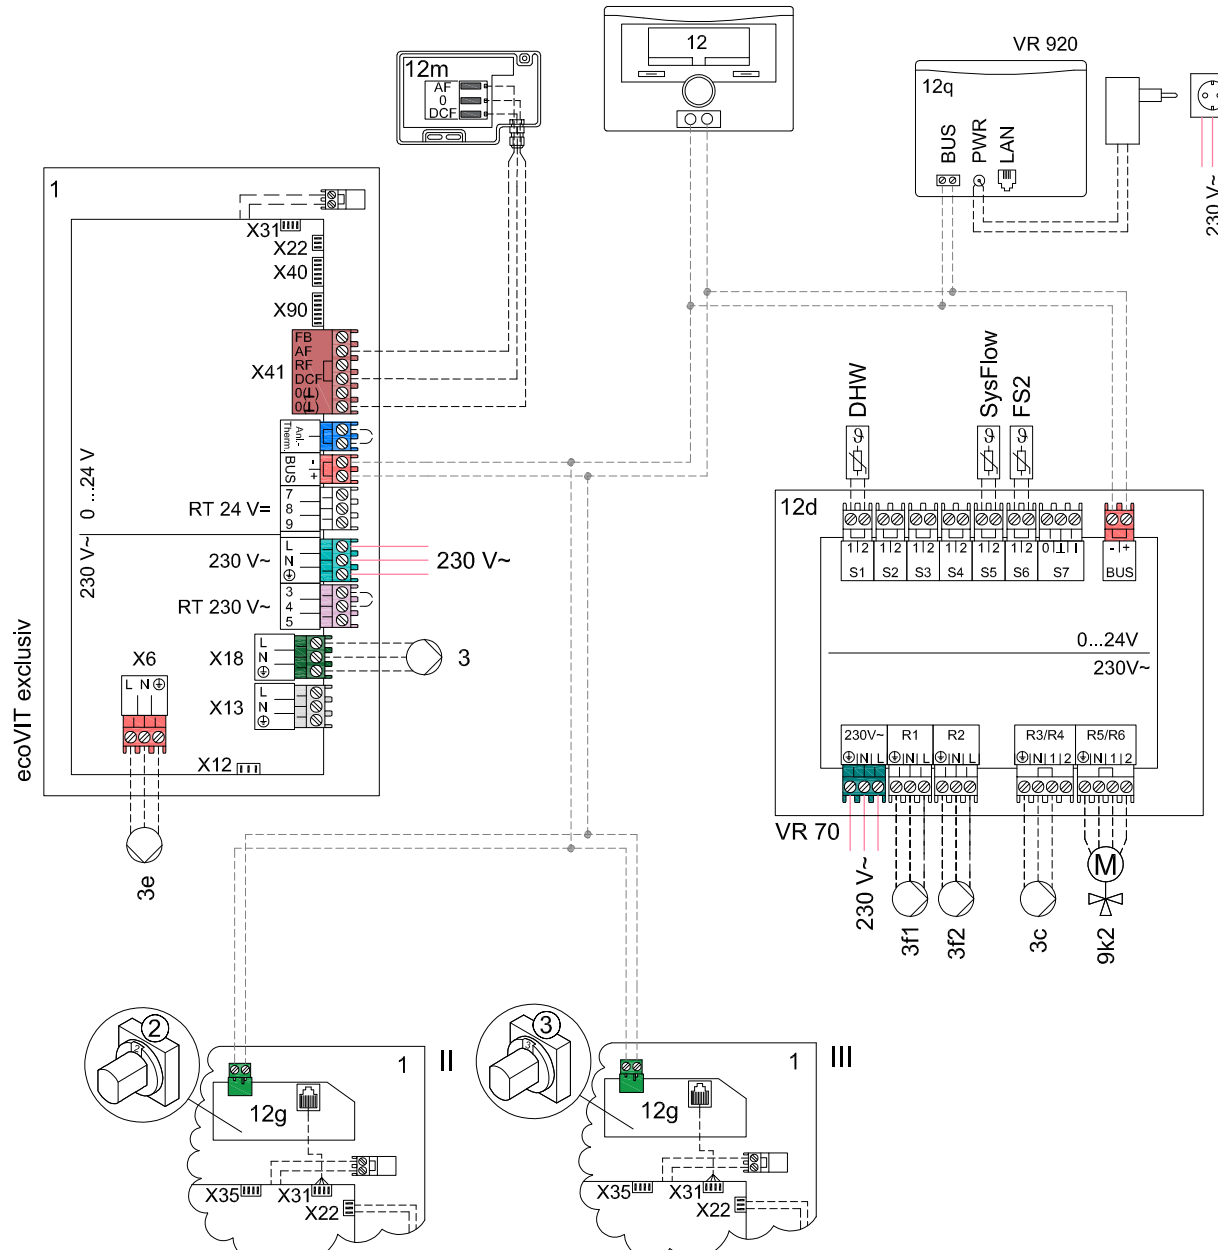 12m
AF
0
DCF
12
VR 920
12q
BUS
PWR
LAN
230 V~
1
X31
X22
X40
X90
X41
FB
AF
RF
DCF
0(L)
0(L)
Anl.-
Therm.
BUS
-
+
0 ...24 V
230 V~
RT 24 V=
7
8
9
230 V~
L
N
230 V~
RT 230 V~
3
4
5
X18
L
N
3
X13
L
N
X6
L N
X12
3e
ecoVIT exclusiv
DHW
SysFlow
FS2
ϑ
ϑ
ϑ
12d
1|2
1|2
1|2
1|2
1|2
1|2
- | +
S1
S2
S3
S4
S5
S6
S7
BUS
0...24V
230V~
230V~
R1
R2
R3/R4
R5/R6
|N| L
|N| L
|N| L
|N|1|2
|N|1|2
VR 70
230 V~
3f1
3f2
3c
M
9k2
2
2
1
II
12g
X35
X31
X22
3
3
1
III
12g
X35
X31
X22